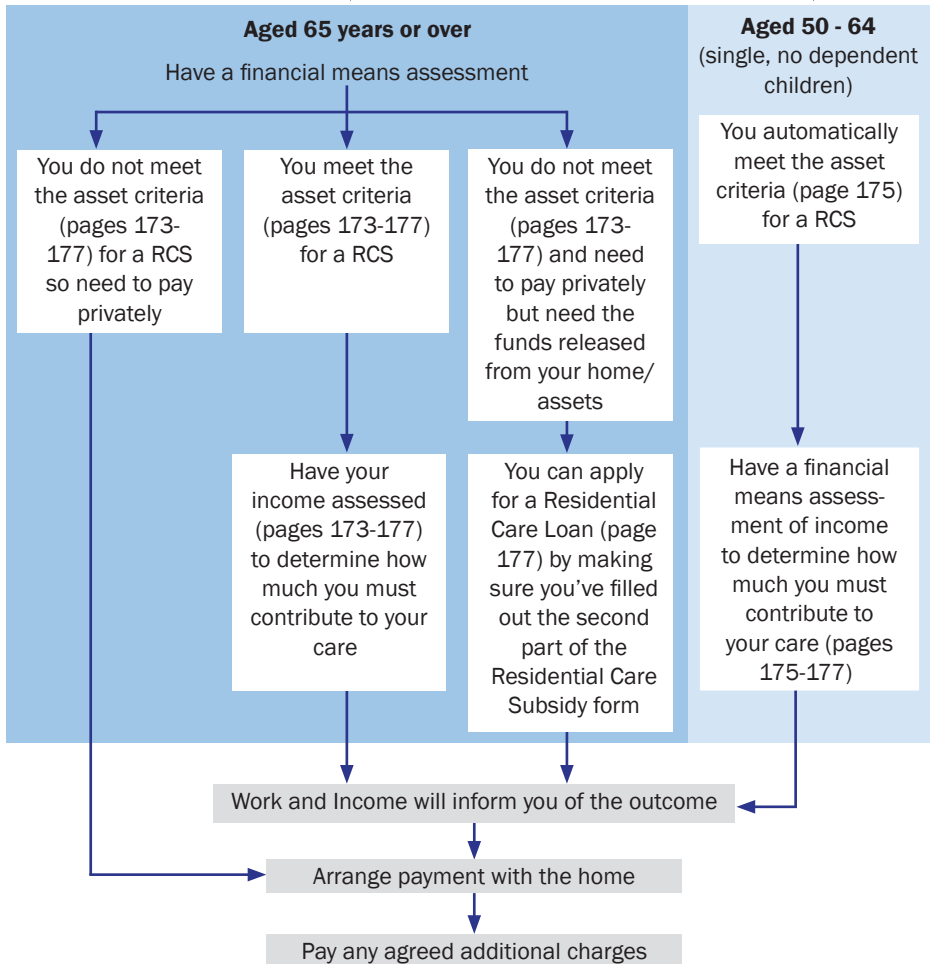 Aged 65 years or over
Have a financial means assessment
You do not meet
the asset criteria
(pages 173-
177) for a RCS
so need to pay
privately
You meet the
asset criteria
(pages 173-177)
for a RCS
You do not meet
the asset criteria
(pages 173-
177) and need
to pay privately
but need the
funds released
from your home/
assets
Have your
income assessed
(pages 173-177)
to determine how
much you must
contribute to your
care
You can apply
for a Residential
Care Loan (page
177) by making
sure you've filled
out the second
part of the
Residential Care
Subsidy form
Aged 50 - 64
(single, no dependent
children)
You automatically
meet the asset
criteria (page 175)
for a RCS
Have a financial
means assess-
ment of income
to determine how
much you must
contribute to
your care (pages
175-177)
Work and Income will inform you of the outcome
Arrange payment with the home
Pay any agreed additional charges